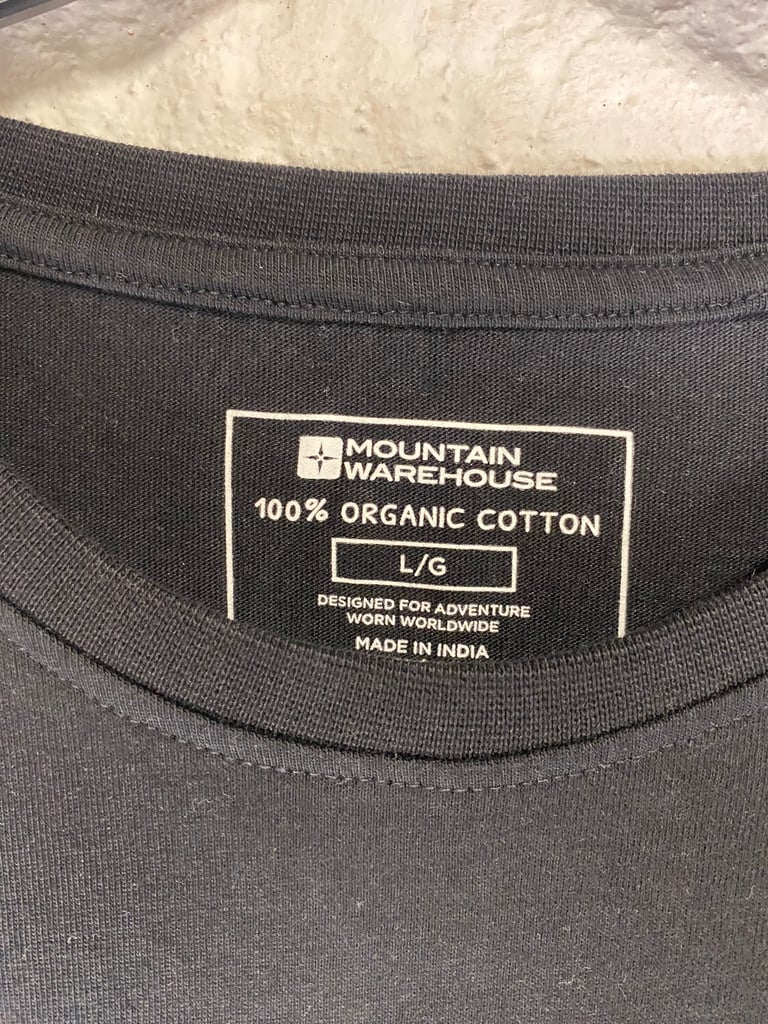 MOUNTAIN
WAREHOUSE
100% ORGANIC COTTON
L/G
DESIGNED FOR ADVENTURE
WORN WORLDWIDE
MADE IN INDIA